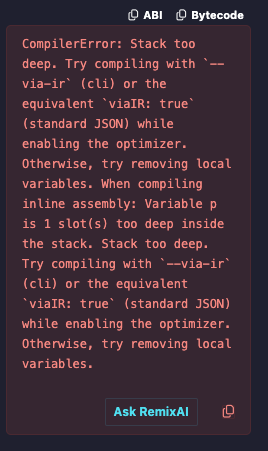 ABI Bytecode
CompilerError: Stack too
deep. Try compiling with `--
via-ir` (cli) or the
equivalent `viaIR: true`
(standard JSON) while
enabling the optimizer.
Otherwise, try removing local
variables. When compiling
inline assembly: Variable p
is 1 slot(s) too deep inside
the stack. Stack too deep.
Try compiling with `--via-ir`
(cli) or the equivalent
`viaIR: true` (standard JSON)
while enabling the optimizer.
Otherwise, try removing local
variables.
Ask RemixAI